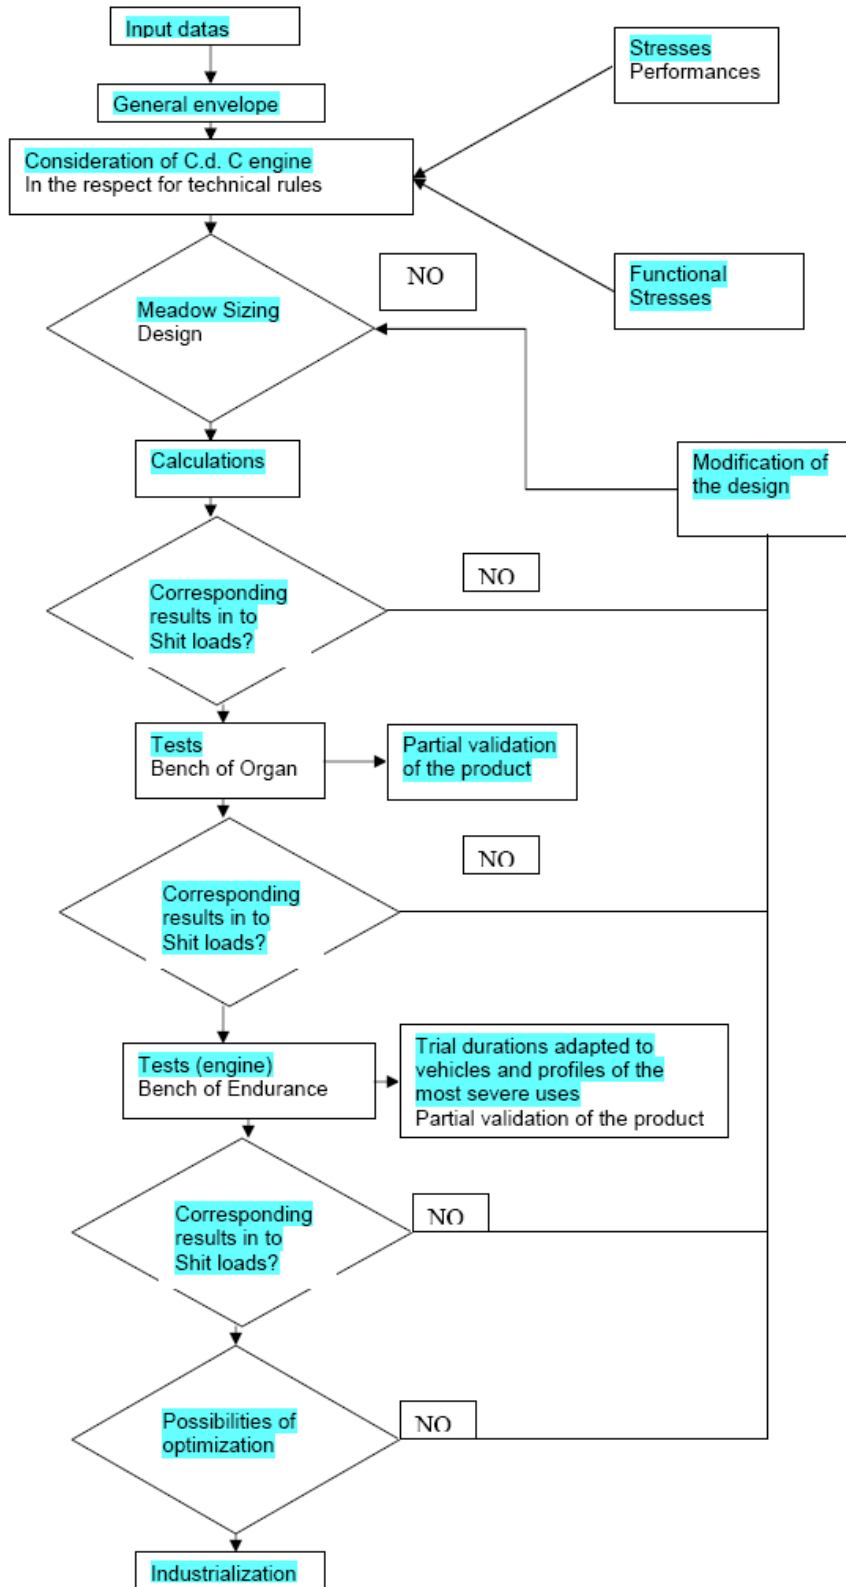 Input datas
Stresses
Performances
General envelope
Consideration of C.d. C engine
In the respect for technical rules
NO
Functional
Stresses
Meadow Sizing
Design
Calculations
Modification of
the design
NO
Corresponding
results in to
Shit loads?
Tests
Bench of Organ
Partial validation
of the product
NO
Corresponding
results in to
Shit loads?
Tests (engine)
Bench of Endurance
Trial durations adapted to
vehicles and profiles of the
most severe uses
Partial validation of the product
Corresponding
results in to
Shit loads?
NO
Possibilities of
optimization
NO
Industrialization